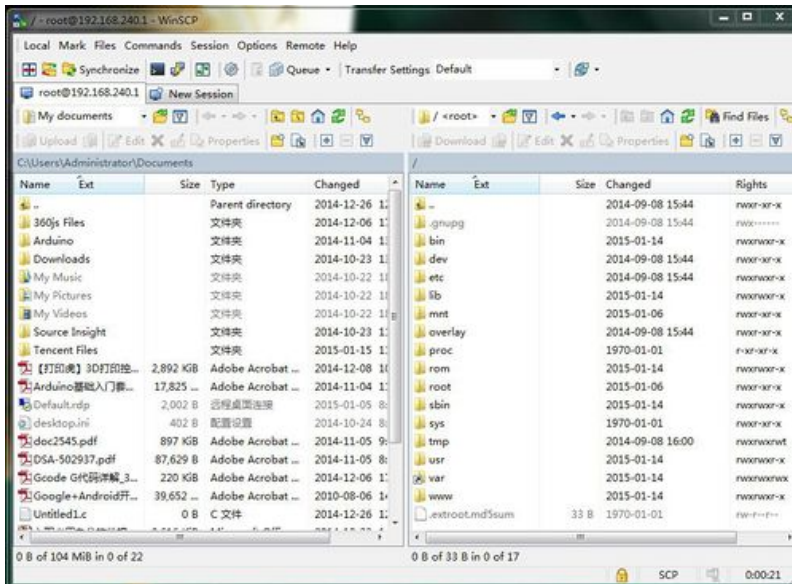 / - root@192.168.240.1 - WinSCP
Local Mark Files Commands Session Options Remote Help
Synchronize Queue Transfer Settings Default
root@192.168.240.1 New Session
My documents / <root> Find Files
Upload Edit Properties Download Edit Properties
C:\Users\Administrator\Documents /
Name Ext Size Type Changed Name Ext Size Changed Rights
.. Parent directory 2014-12-26 .. 2014-09-08 15:44 rwxr-xr-x
360js Files 文件夹 2014-12-06 .gnupg 2014-09-08 15:44 rwx------
Arduino 文件夹 2014-11-04 bin 2015-01-14 rwxrwxr-x
Downloads 文件夹 2014-10-23 dev 2014-09-08 15:44 rwxr-xr-x
My Music 文件夹 2014-10-22 etc 2014-09-08 15:44 rwxrwxr-x
My Pictures 文件夹 2014-10-22 lib 2015-01-14 rwxrwxr-x
My Videos 文件夹 2014-10-22 mnt 2015-01-06 rwxr-xr-x
Source Insight 文件夹 2014-10-23 overlay 2014-09-08 15:44 rwxr-xr-x
Tencent Files 文件夹 2015-01-15 proc 1970-01-01 r-xr-xr-x
【打印虎】3D打印控... 2,892 KiB Adobe Acrobat ... 2014-12-08 rom 2015-01-14 rwxrwxr-x
Arduino基础入门套... 17,825 ... Adobe Acrobat ... 2014-11-04 root 2015-01-06 rwxr-xr-x
Default.rdp 2,002 B 远程桌面连接 2015-01-05 sbin 2015-01-14 rwxrwxr-x
desktop.ini 402 B 配置设置 2014-10-24 sys 1970-01-01 rwxr-xr-x
doc2545.pdf 897 KiB Adobe Acrobat ... 2014-11-05 tmp 2014-09-08 16:00 rwxrwxrwt
DSA-502937.pdf 87,629 B Adobe Acrobat ... 2014-11-05 usr 2015-01-14 rwxrwxr-x
Gcode G代码详解_3... 220 KiB Adobe Acrobat ... 2014-12-06 var 2015-01-14 rwxrwxrwx
Google+Android开... 39,652 ... Adobe Acrobat ... 2010-08-06 www 2015-01-14 rwxrwxr-x
Untitled1.c 0 B C 文件 2014-12-26 .extroot.md5sum 33 B 1970-01-01 rw-r--r--
0 B of 104 MiB in 0 of 22 0 B of 33 B in 0 of 17
SCP 0:00:21